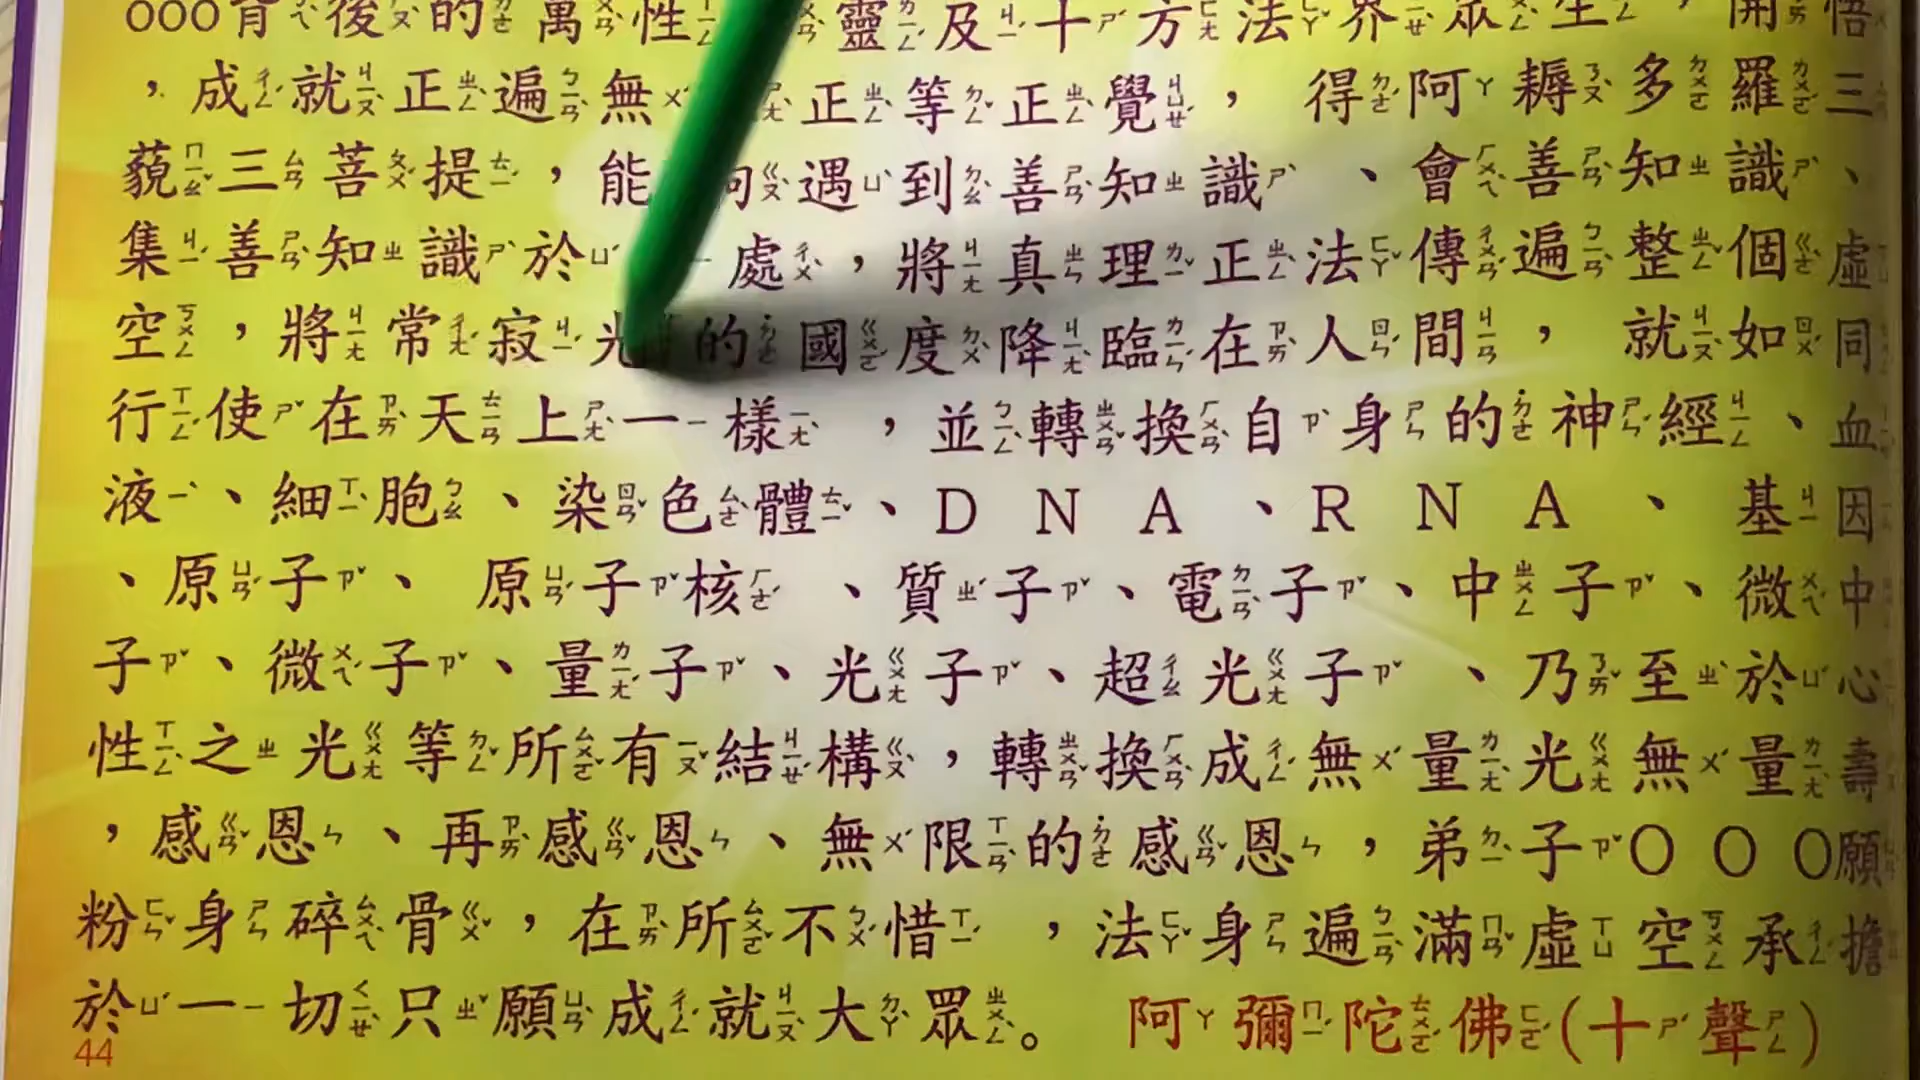 OOO背後的萬性 靈及十方法界眾生，開悟
，成就正遍無 正等正覺，得阿耨多羅三
藐三菩提，能 夠遇到善知識、會善知識、
集善知識於一處，將真理正法傳遍整個虛
空，將常寂光 的國度降臨在人間，就如同
行使在天上一樣，並轉換自身的神經、血
液、細胞、染色體、DNA、RNA、基因
、原子、原子核、質子、電子、中子、微中
子、微子、量子、光子、超光子、乃至於心
性之光等所有結構，轉換成無量光無量壽
，感恩、再感恩、無限的感恩，弟子〇〇〇願
粉身碎骨，在所不惜，法身遍滿虛空承擔
於一切只願成就大眾。阿彌陀佛(十聲)
44